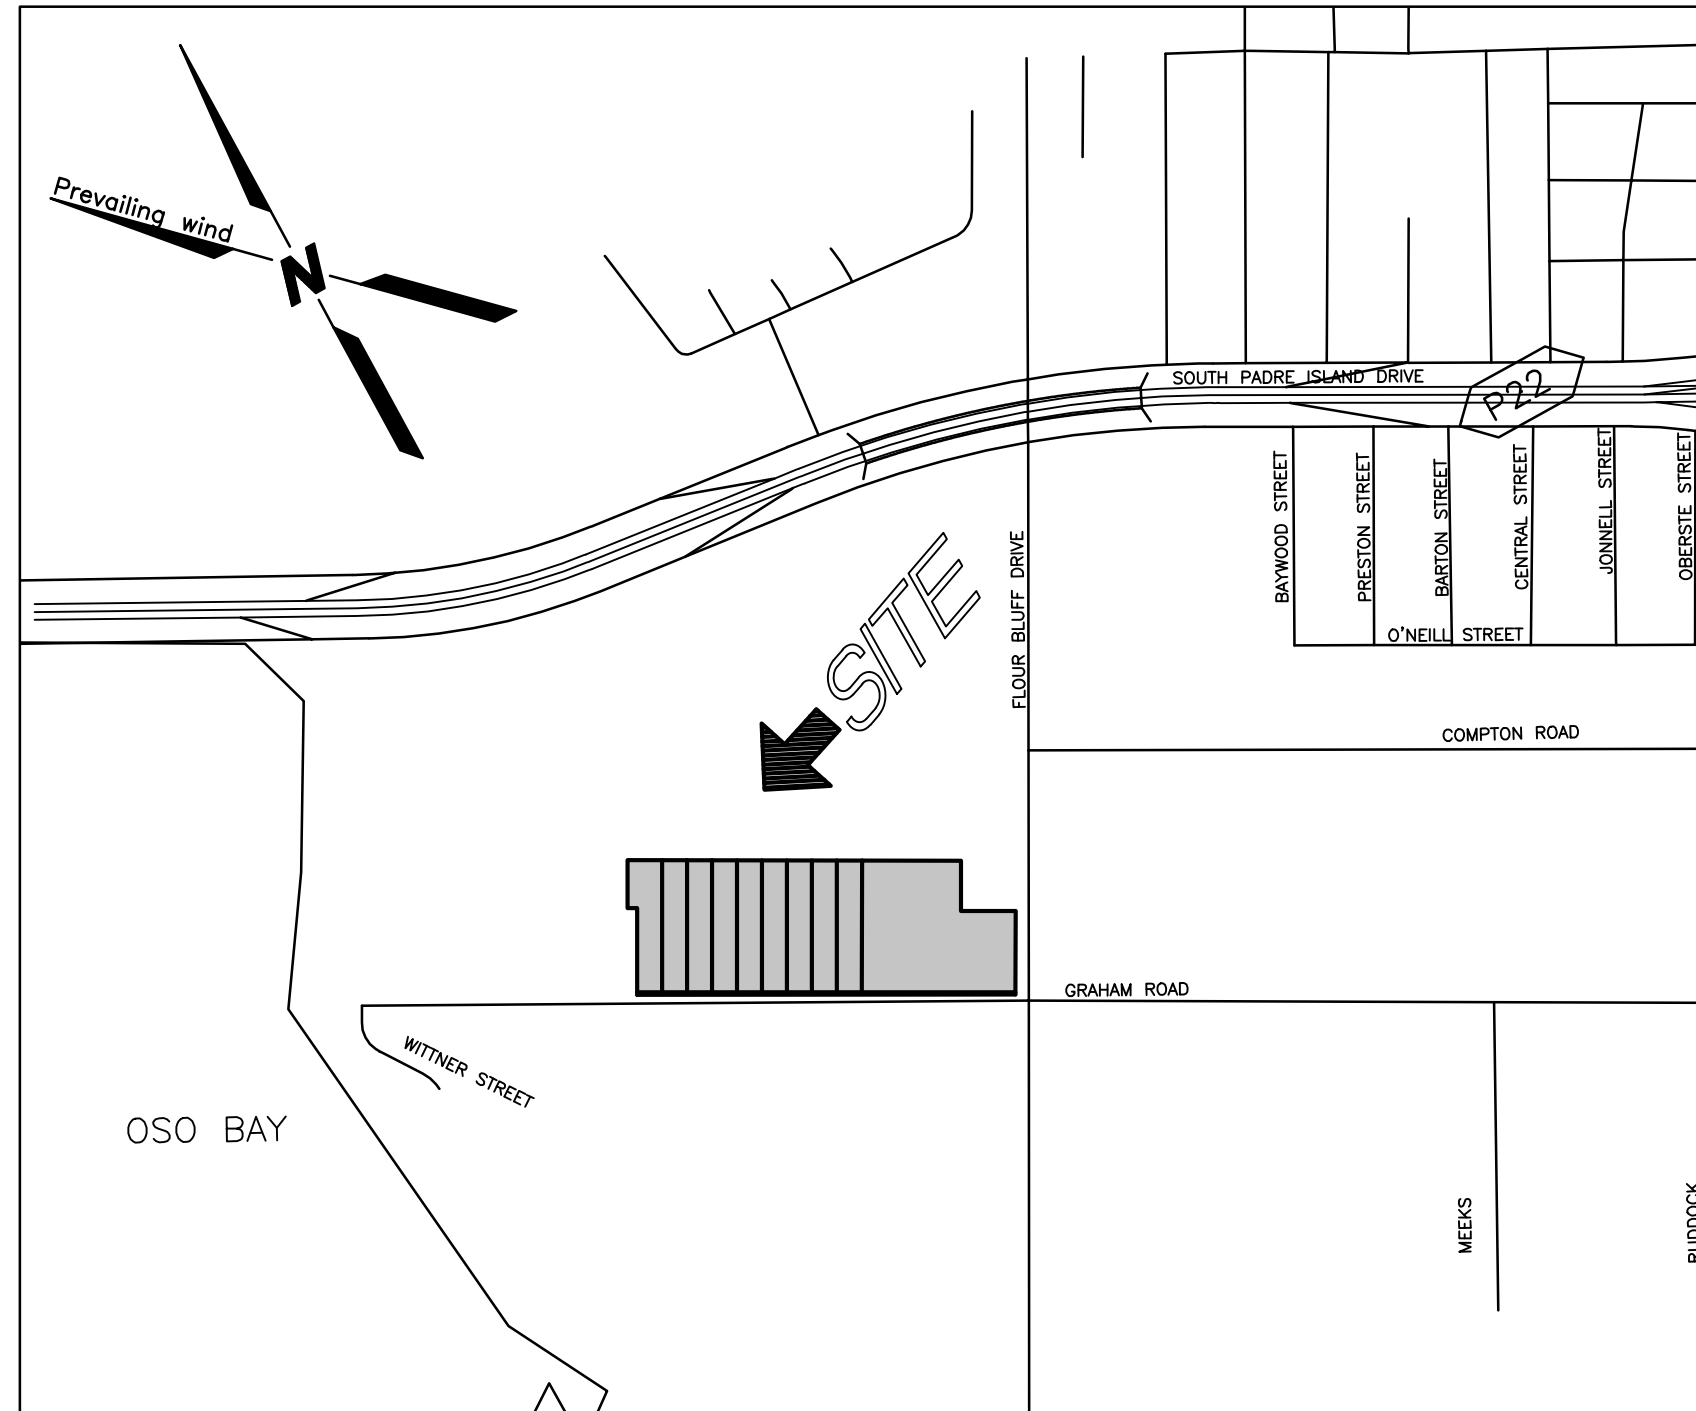 Prevailing wind
N
SOUTH PADRE ISLAND DRIVE
P22
BAYWOOD STREET
PRESTON STREET
BARTON STREET
CENTRAL STREET
JONNELL STREET
OBERSTE STREET
FLOUR BLUFF DRIVE
SITE
O'NEILL STREET
COMPTON ROAD
GRAHAM ROAD
WITTNER STREET
OSO BAY
MEEKS
RUDDOCK